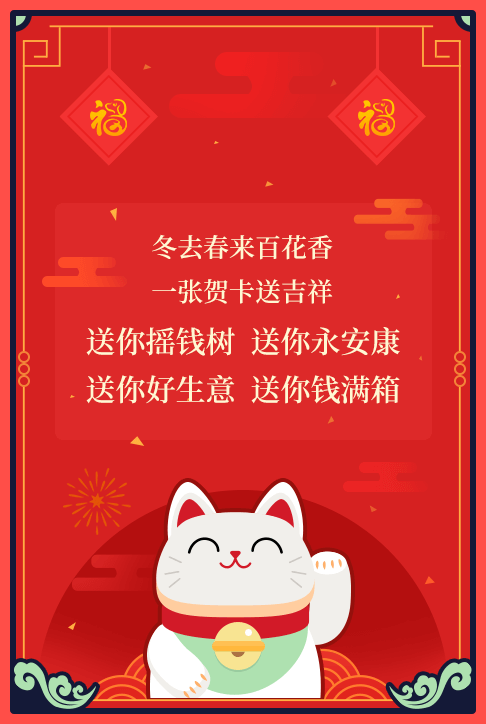 福 福
冬去春来百花香
一张贺卡送吉祥
送你摇钱树 送你永安康
送你好生意 送你钱满箱